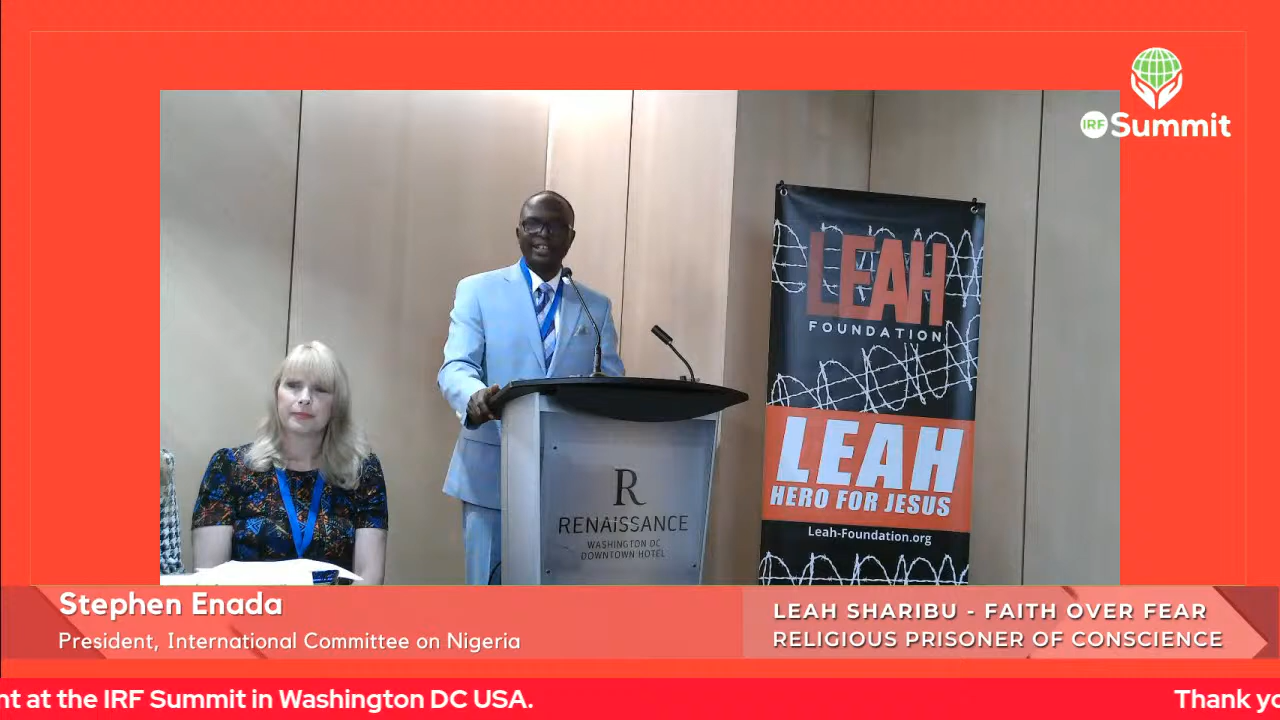 IRF Summit
LEAH
FOUNDATION
LEAH
HERO FOR JESUS
Leah-Foundation.org
R
RENAISSANCE
WASHINGTON DC
DOWNTOWN HOTEL
Stephen Enada
President, International Committee on Nigeria
LEAH SHARIBU - FAITH OVER FEAR
RELIGIOUS PRISONER OF CONSCIENCE
nt at the IRF Summit in Washington DC USA.
Thank yo